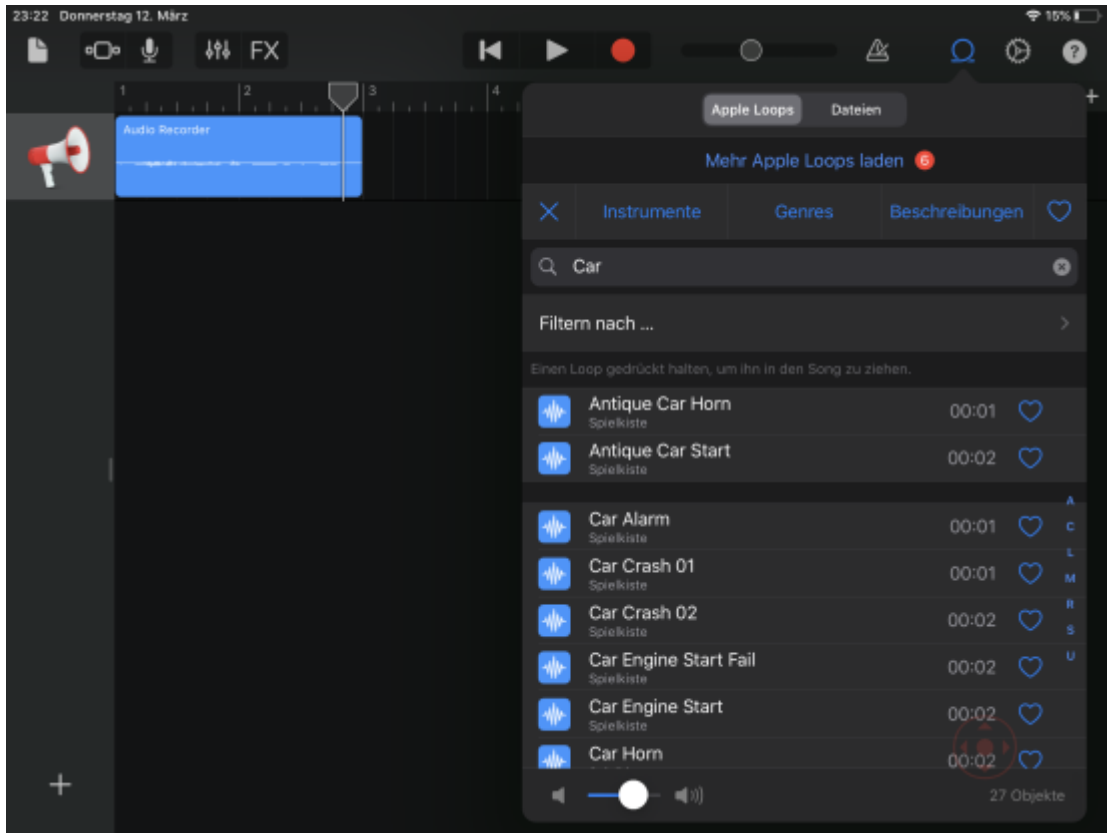 23:22 Donnerstag 12. März
15%
FX
?
1 2 3 4
+
Audio Recorder
Apple Loops Dateien
Mehr Apple Loops laden 6
Instrumente Genres Beschreibungen
Car
Filtern nach ...
Einen Loop gedrückt halten, um ihn in den Song zu ziehen.
Antique Car Horn 00:01
Spielkiste
Antique Car Start 00:02
Spielkiste
Car Alarm 00:01
Spielkiste
Car Crash 01 00:01
Spielkiste
Car Crash 02 00:02
Spielkiste
Car Engine Start Fail 00:02
Spielkiste
Car Engine Start 00:02
Spielkiste
Car Horn 00:02
A
C
L
M
R
S
U
+
27 Objekte